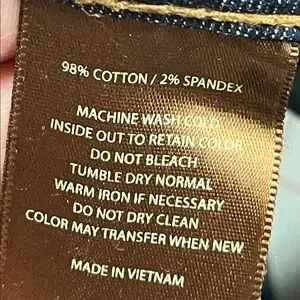 98% COTTON / 2% SPANDEX
MACHINE WASH COLD
INSIDE OUT TO RETAIN COLOR
DO NOT BLEACH
TUMBLE DRY NORMAL
WARM IRON IF NECESSARY
DO NOT DRY CLEAN
COLOR MAY TRANSFER WHEN NEW
MADE IN VIETNAM